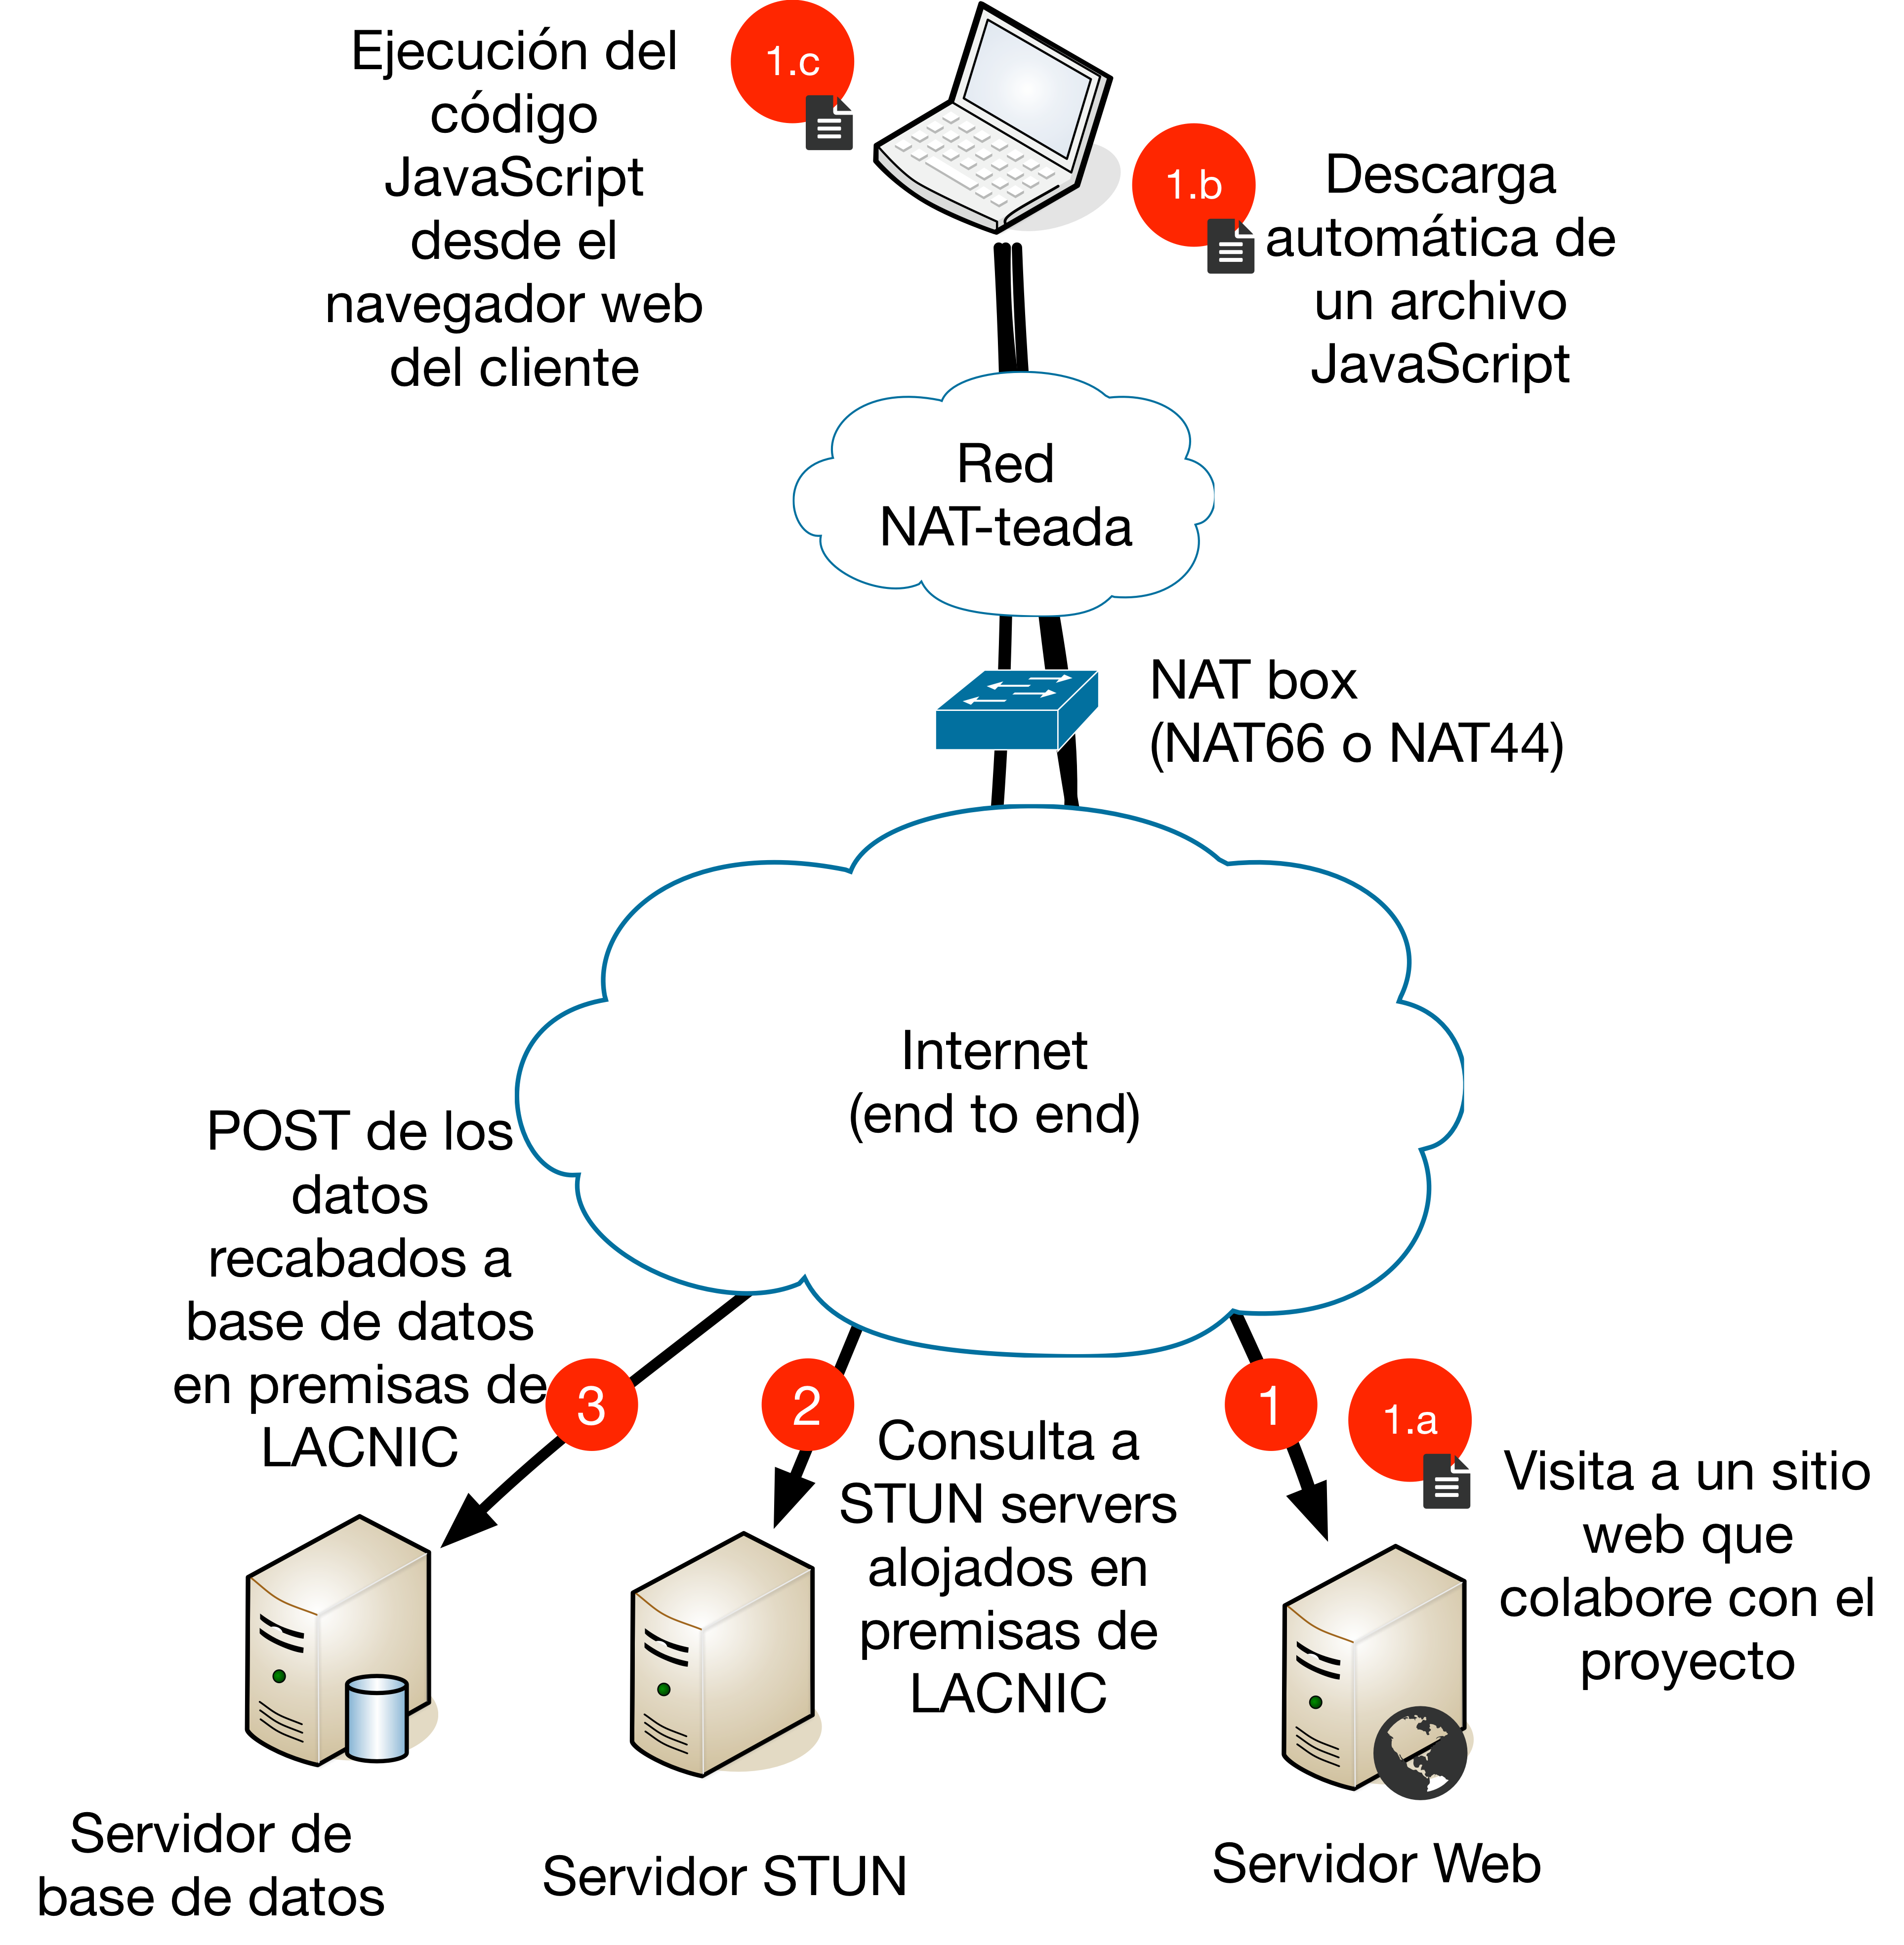 Ejecución del
código
JavaScript
desde el
navegador web
del cliente
1.c
1.b
Descarga
automática de
un archivo
JavaScript
Red
NAT-teada
NAT box
(NAT66 o NAT44)
Internet
(end to end)
POST de los
datos
recabados a
base de datos
en premisas de
LACNIC
3
2
Consulta a
STUN servers
alojados en
premisas de
LACNIC
1
1.a
Visita a un sitio
web que
colabore con el
proyecto
Servidor de
base de datos
Servidor STUN
Servidor Web